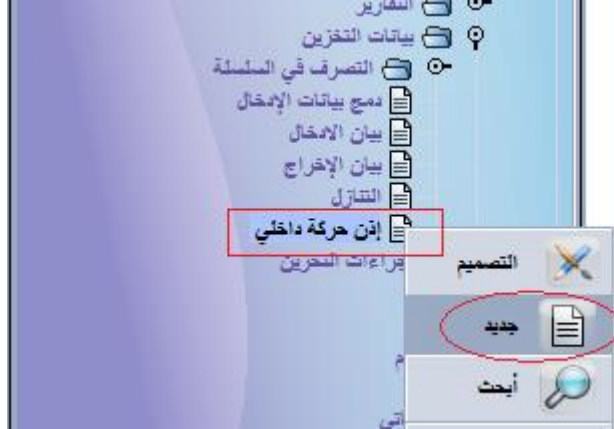 التقارير
بيانات التخزين
التصرف في السلسلة
دمج بيانات الإدخال
بيان الادخال
بيان الإخراج
التنازل
إذن حركة داخلي
التصميم
جديد
أبحث